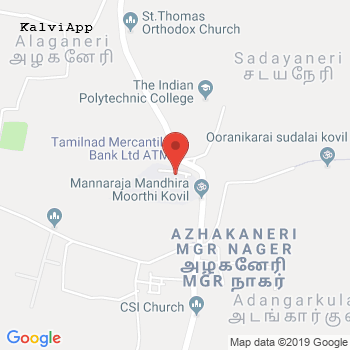 St.Thomas
Orthodox Church
KalviApp
Alaganeri
அழகனேரி
Sadayaneri
சடயநேரி
The Indian
Polytechnic College
Tamilnad Mercantil
Bank Ltd ATM
Ooranikarai sudalai kovil
Mannaraja Mandhira
Moorthi Kovil
AZHAKANERI
MGR NAGER
அழகனேரி
MGR நாகர்
CSI Church
Adangarkula
அடங்கார்கு
Google
Map data ©2019 Google